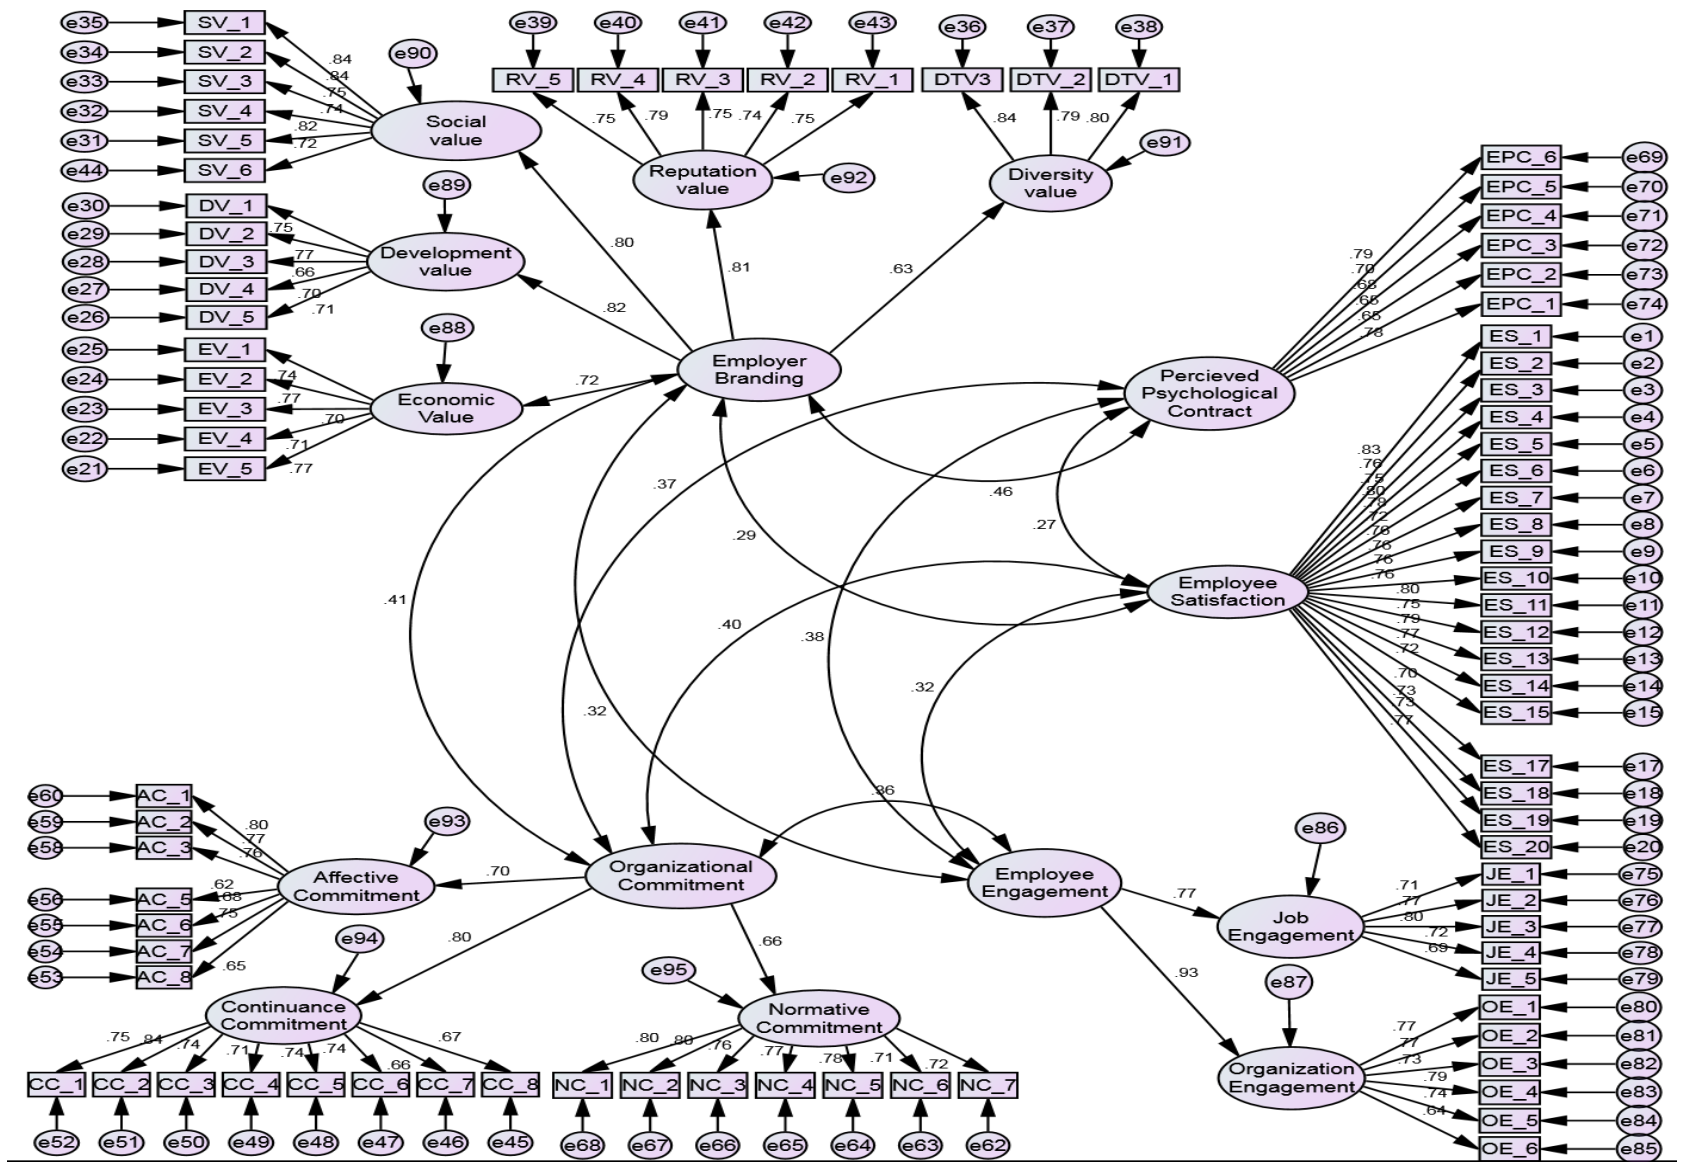 e35 SV_1
e34 SV_2
e33 SV_3
e32 SV_4
e31 SV_5
e44 SV_6
.84
.84
.75
.74
.82
.72
e90
Social
value
e39 e40 e41 e42 e43
RV_5 RV_4 RV_3 RV_2 RV_1
.75 .79 .75 .74 .75
Reputation
value
e92
e36 e37 e38
DTV3 DTV_2 DTV_1
.84 .79 .80
e91
Diversity
value
e30 DV_1
e29 DV_2
e28 DV_3
e27 DV_4
e26 DV_5
.75
.77
.66
.70
.71
e89
Development
value
e25 EV_1
e24 EV_2
e23 EV_3
e22 EV_4
e21 EV_5
.74
.77
.70
.71
.77
e88
Economic
Value
.80
.81
.63
.82
.72
Employer
Branding
EPC_6 e69
EPC_5 e70
EPC_4 e71
EPC_3 e72
EPC_2 e73
EPC_1 e74
.79
.70
.68
.65
.65
.78
Percieved
Psychological
Contract
ES_1 e1
ES_2 e2
ES_3 e3
ES_4 e4
ES_5 e5
ES_6 e6
ES_7 e7
ES_8 e8
ES_9 e9
ES_10 e10
ES_11 e11
ES_12 e12
ES_13 e13
ES_14 e14
ES_15 e15
ES_17 e17
ES_18 e18
ES_19 e19
ES_20 e20
.83
.76
.75
.80
.78
.72
.76
.76
.76
.76
.80
.75
.79
.77
.72
.70
.73
.73
.77
Employee
Satisfaction
.37
.46
.27
.29
.41
.40
.38
.32
.32
.36
e60 AC_1
e59 AC_2
e58 AC_3
e56 AC_5
e55 AC_6
e54 AC_7
e53 AC_8
.80
.77
.76
.62
.68
.75
.65
e93
Affective
Commitment
.70
Organizational
Commitment
.80
.66
e94
Continuance
Commitment
.75 .84 .74 .71 .74 .74 .66 .67
CC_1 CC_2 CC_3 CC_4 CC_5 CC_6 CC_7 CC_8
e52 e51 e50 e49 e48 e47 e46 e45
e95
Normative
Commitment
.80 .80 .76 .77 .78 .71 .72
NC_1 NC_2 NC_3 NC_4 NC_5 NC_6 NC_7
e68 e67 e66 e65 e64 e63 e62
Employee
Engagement
.77
.93
e86
Job
Engagement
.71
.77
.80
.72
.69
JE_1 e75
JE_2 e76
JE_3 e77
JE_4 e78
JE_5 e79
e87
Organization
Engagement
.77
.77
.73
.79
.74
.64
OE_1 e80
OE_2 e81
OE_3 e82
OE_4 e83
OE_5 e84
OE_6 e85